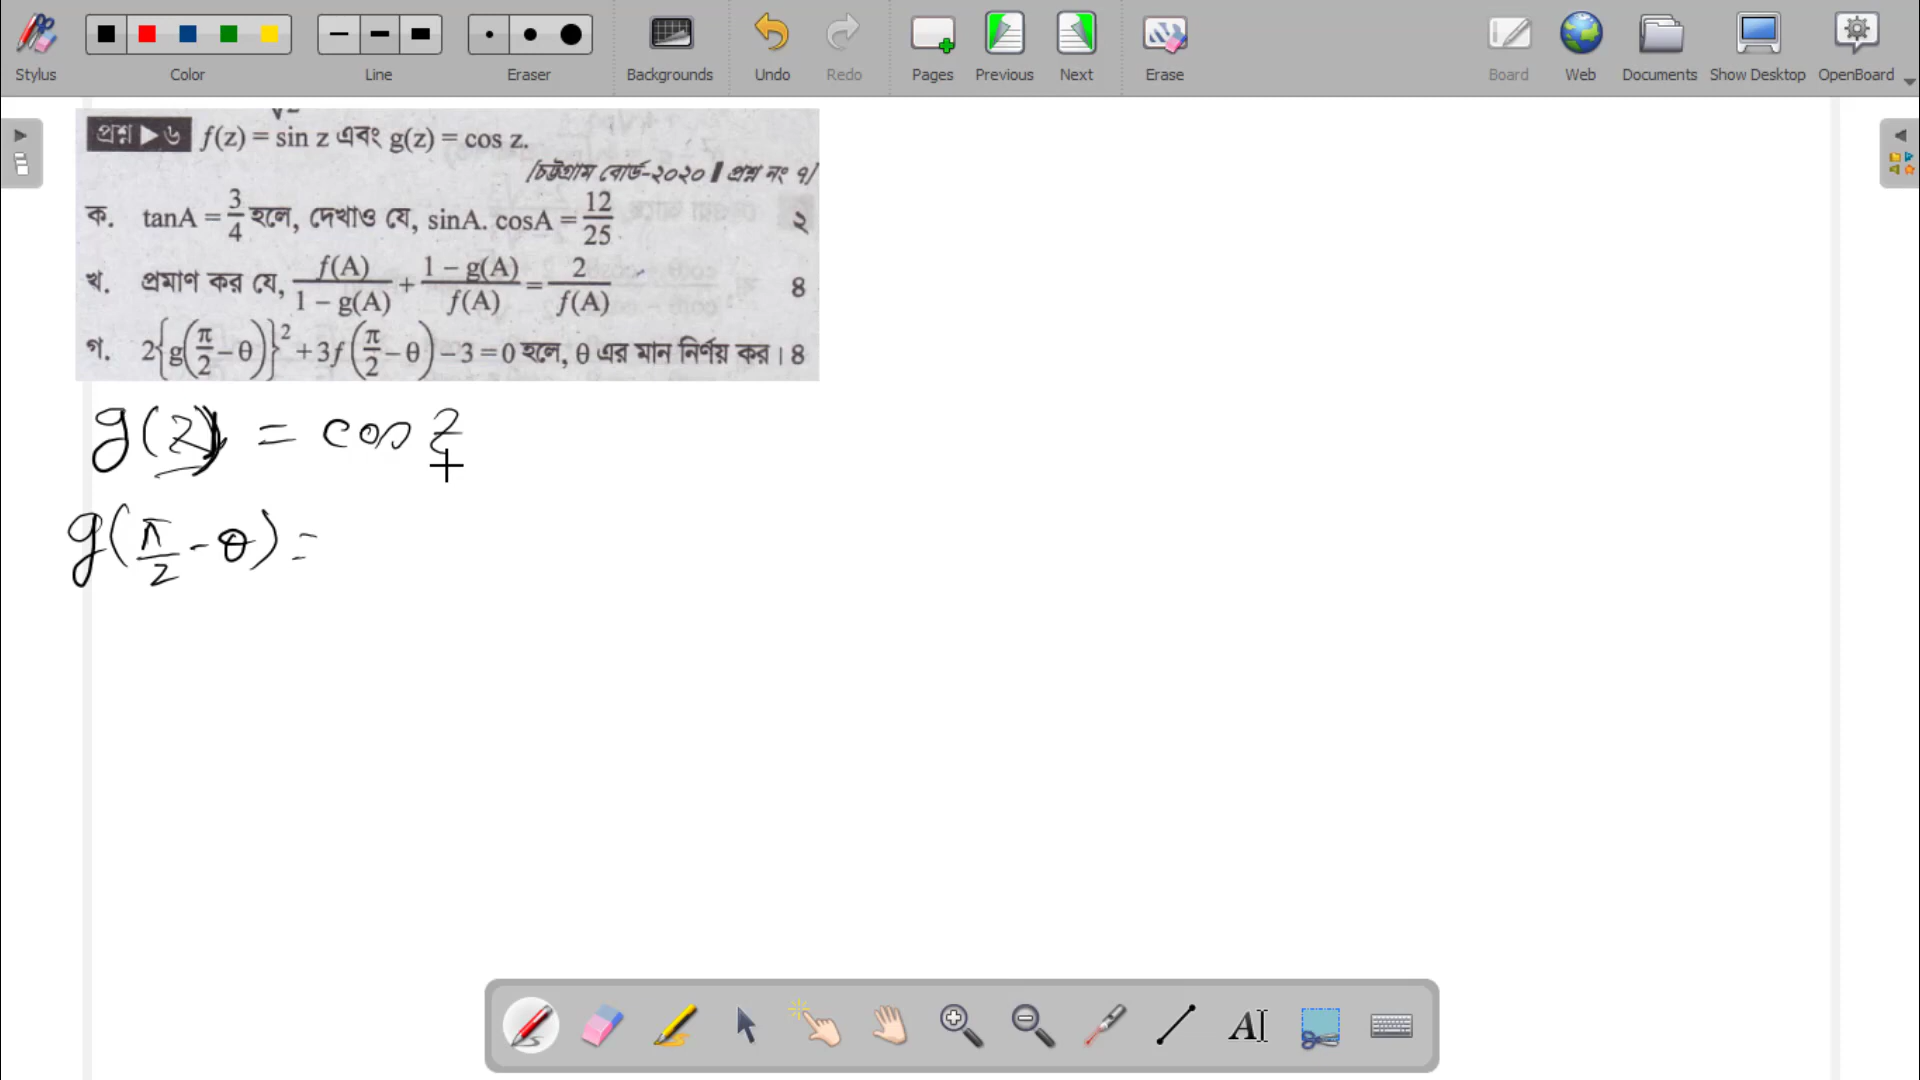 Stylus Color Line Eraser Backgrounds Undo Redo Pages Previous Next Erase Board Web Documents Show Desktop OpenBoard
প্রশ্ন ▶ ৬ f(z) = sin z এবং g(z) = cos z.
/চট্টগ্রাম বোর্ড-২০২০ ▌ প্রশ্ন নং ৭/
ক. tanA = 3/4 হলে, দেখাও যে, sinA. cosA = 12/25 ২
খ. প্রমাণ কর যে, f(A)/(1 – g(A)) + (1 – g(A))/f(A) = 2/f(A) ৪
গ. 2{g(π/2 – θ)}² + 3f(π/2 – θ) – 3 = 0 হলে, θ এর মান নির্ণয় কর। ৪
g(z) = cos z
g(π/2 - θ) =